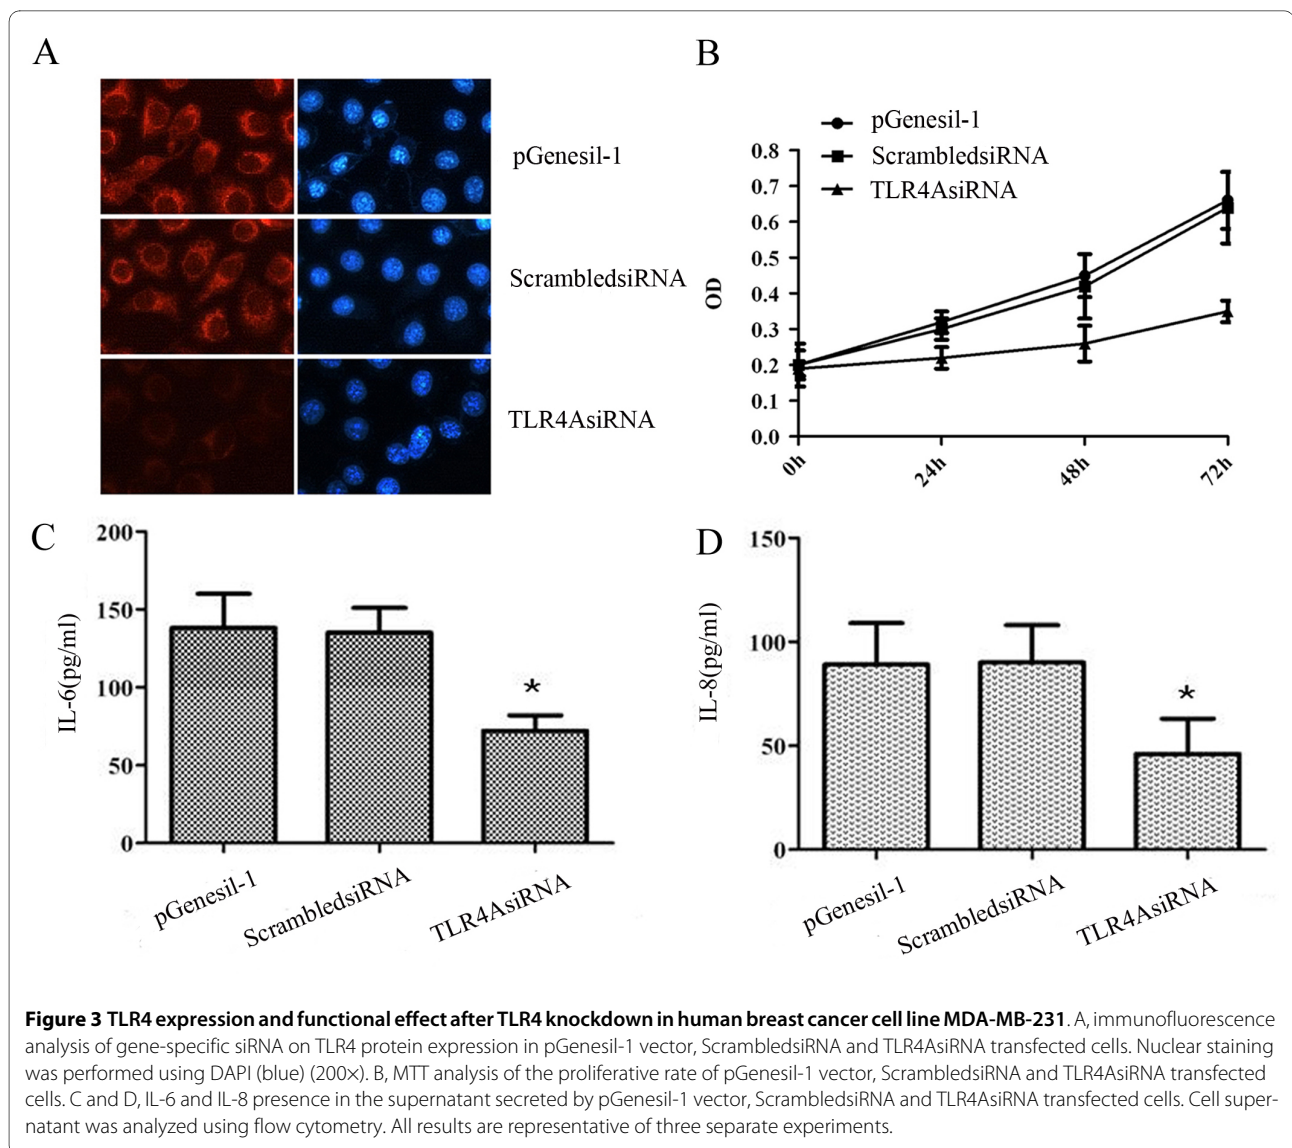 A
pGenesil-1
ScrambledsiRNA
TLR4AsiRNA
B
pGenesil-1
ScrambledsiRNA
TLR4AsiRNA
0.8
0.7
0.6
0.5
0.4
0.3
0.2
0.1
0.0
OD
0h
24h
48h
72h
C
200
150
100
50
0
IL-6(pg/ml)
*
pGenesil-1
ScrambledsiRNA
TLR4AsiRNA
D
150
100
50
0
IL-8(pg/ml)
*
pGenesil-1
ScrambledsiRNA
TLR4AsiRNA
Figure 3 TLR4 expression and functional effect after TLR4 knockdown in human breast cancer cell line MDA-MB-231. A, immunofluorescence
analysis of gene-specific siRNA on TLR4 protein expression in pGenesil-1 vector, ScrambledsiRNA and TLR4AsiRNA transfected cells. Nuclear staining
was performed using DAPI (blue) (200×). B, MTT analysis of the proliferative rate of pGenesil-1 vector, ScrambledsiRNA and TLR4AsiRNA transfected
cells. C and D, IL-6 and IL-8 presence in the supernatant secreted by pGenesil-1 vector, ScrambledsiRNA and TLR4AsiRNA transfected cells. Cell super-
natant was analyzed using flow cytometry. All results are representative of three separate experiments.